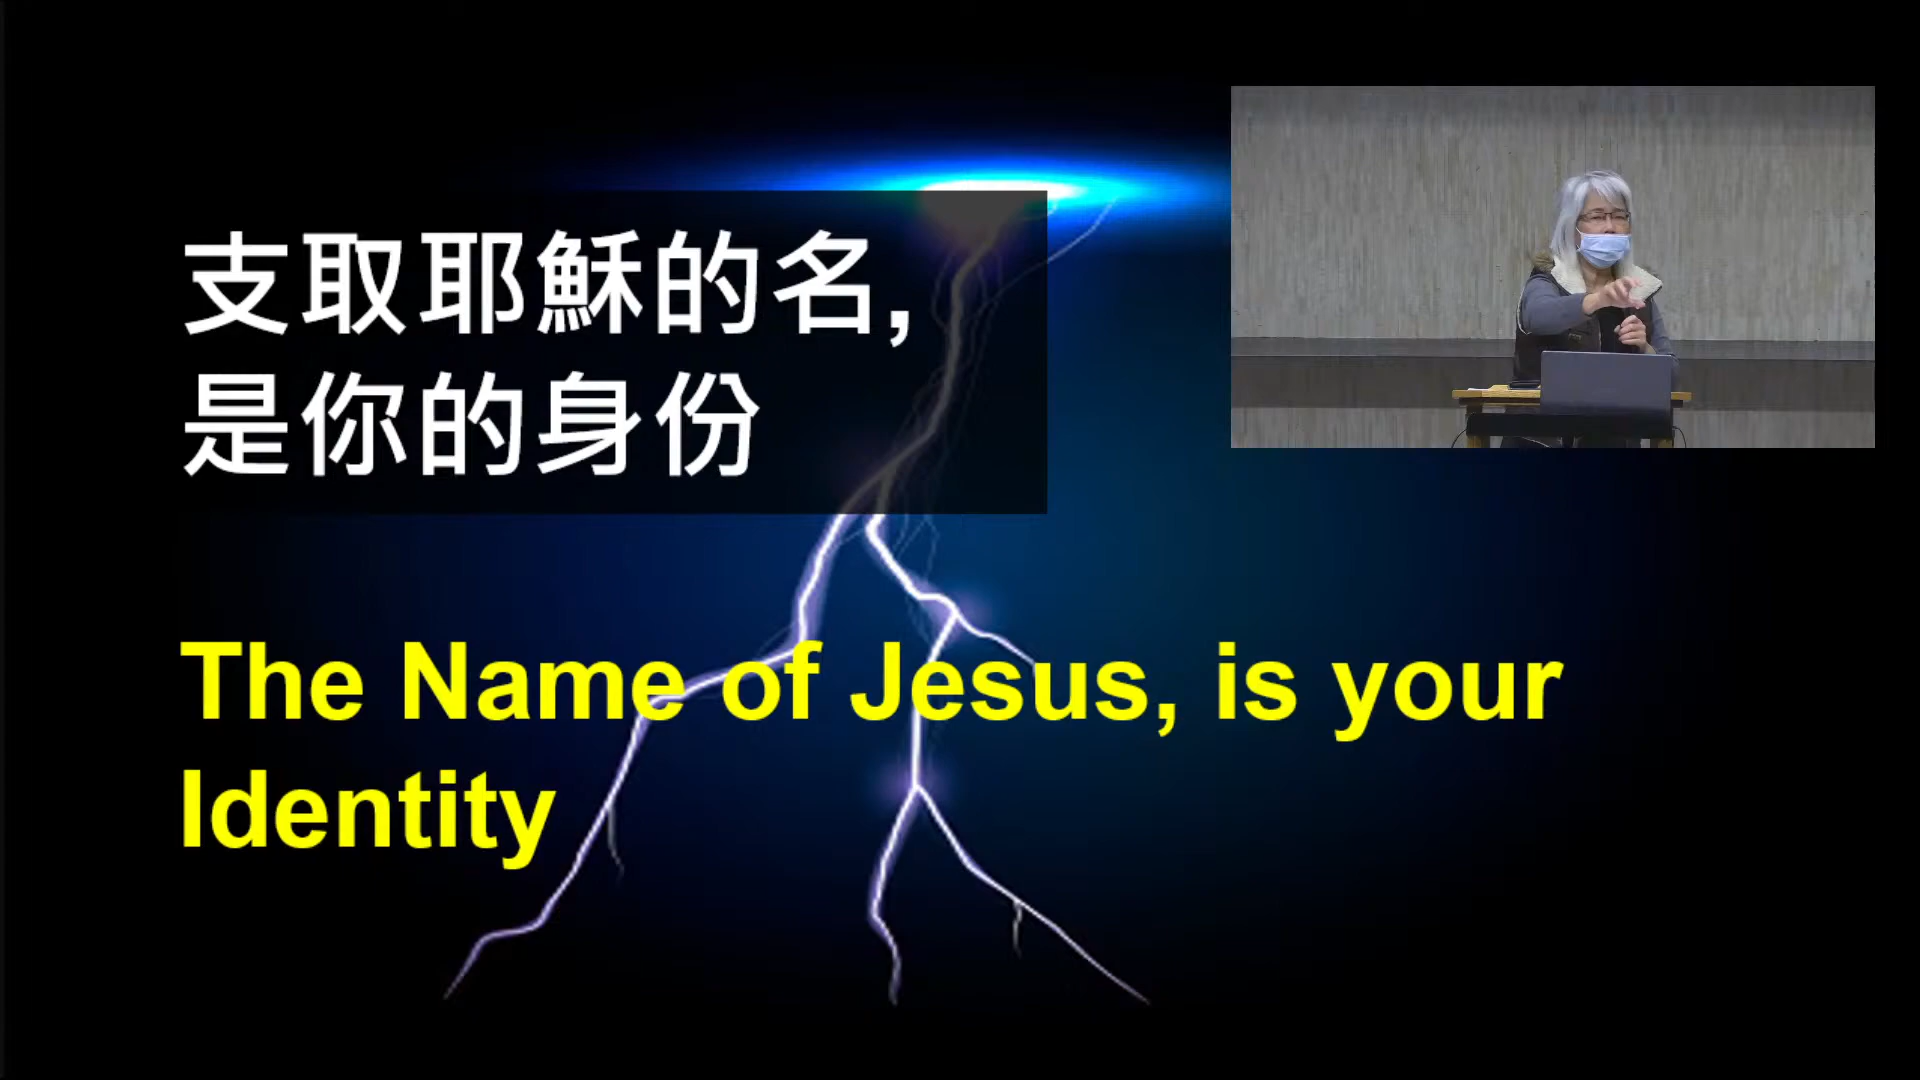 支取耶穌的名,
是你的身份
The Name of Jesus, is your
Identity